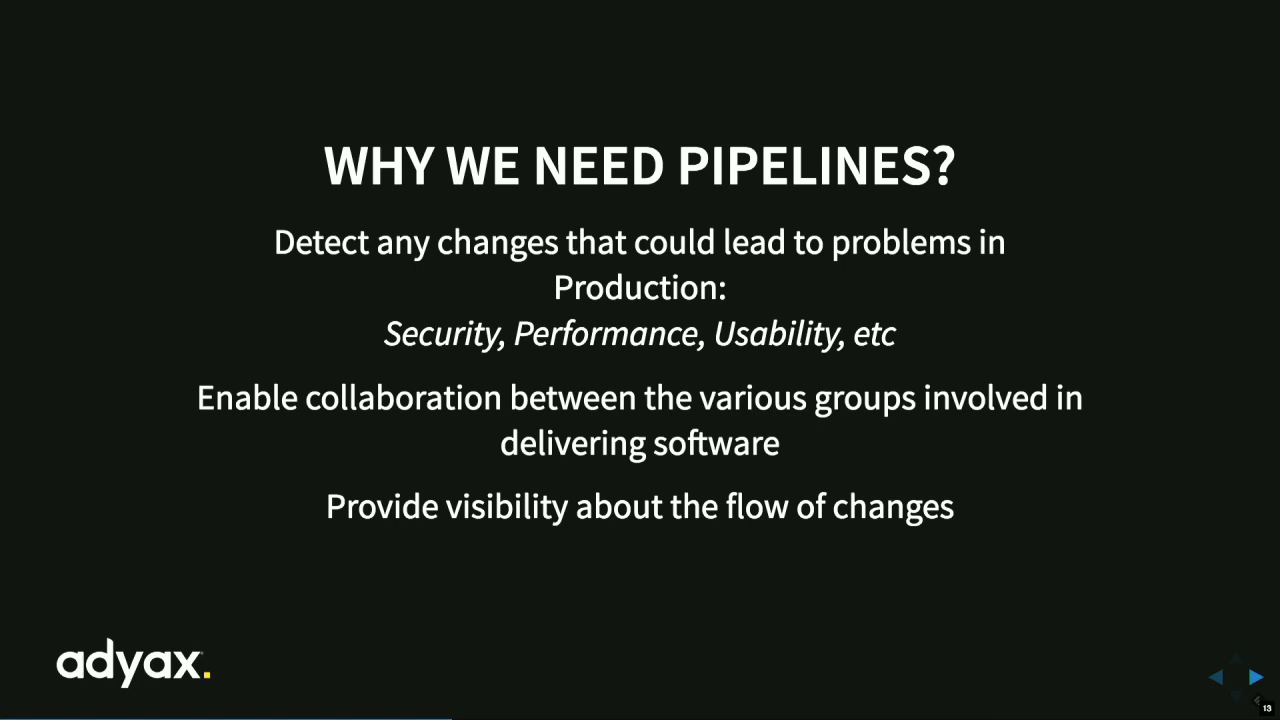 WHY WE NEED PIPELINES?
Detect any changes that could lead to problems in
Production:
Security, Performance, Usability, etc
Enable collaboration between the various groups involved in
delivering software
Provide visibility about the flow of changes
adyax.
13